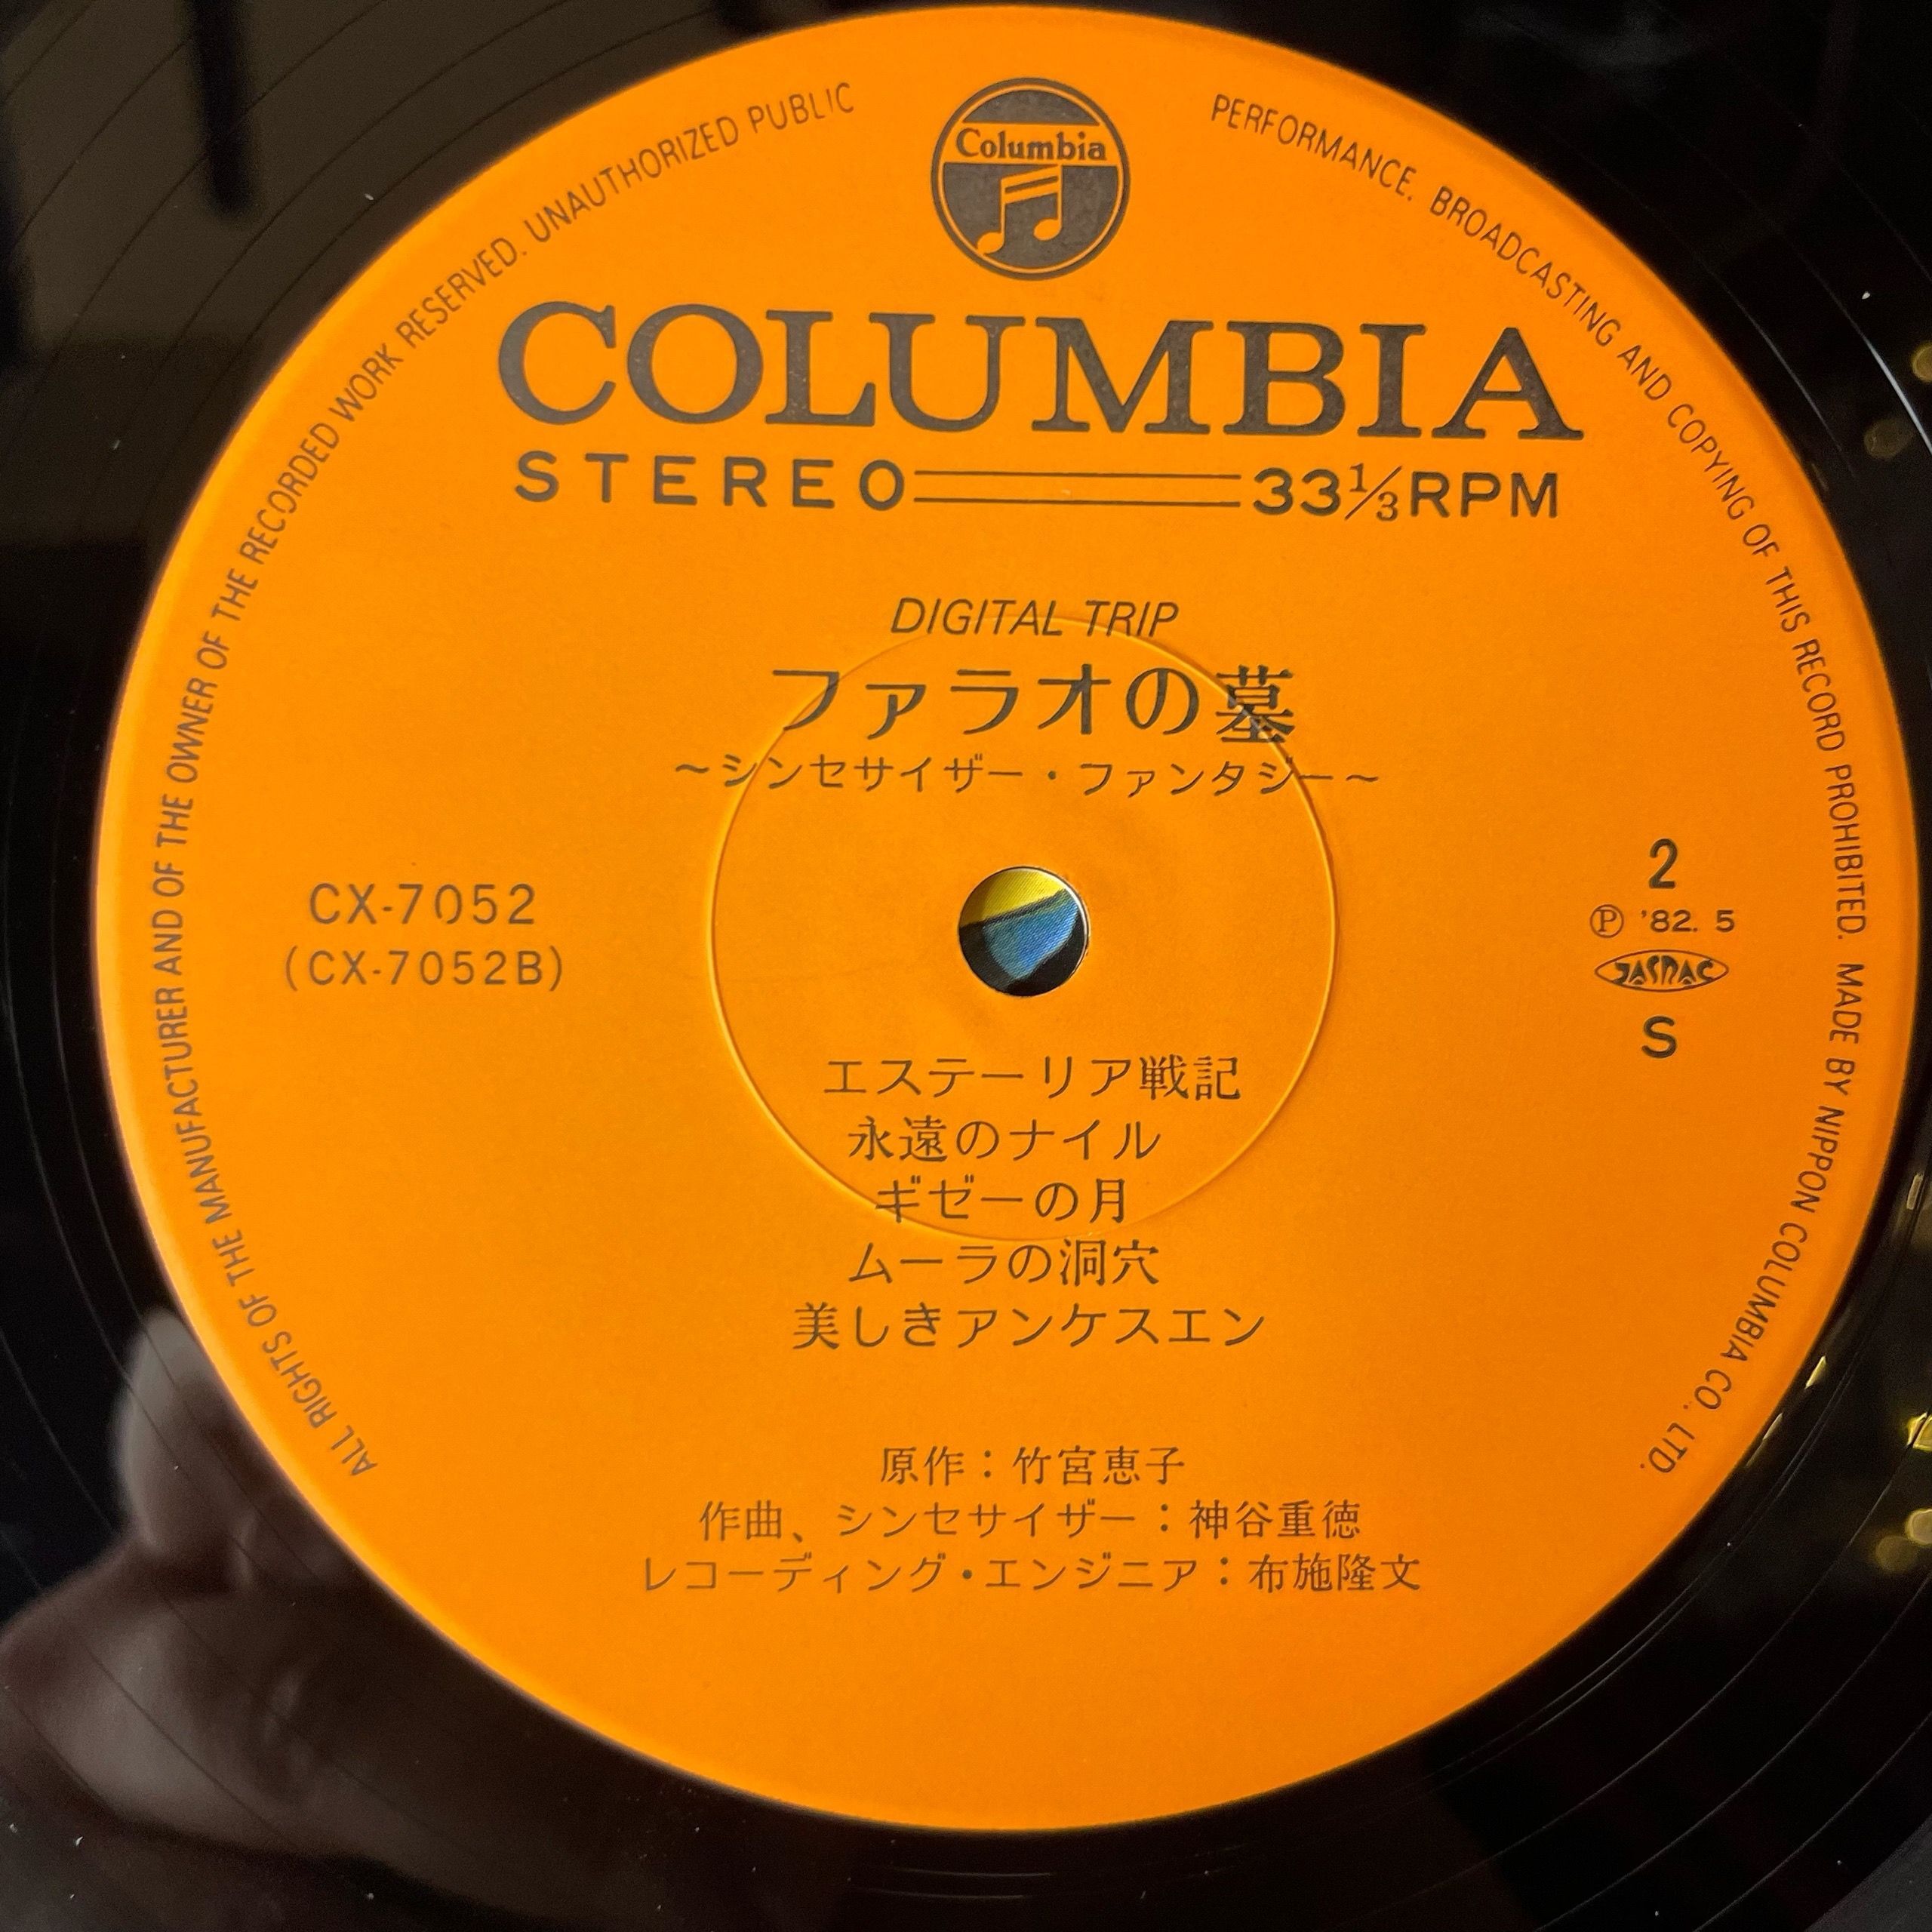 Columbia
ALL RIGHTS OF THE MANUFACTURER AND OF THE OWNER OF THE RECORDED WORK RESERVED. UNAUTHORIZED PUBLIC PERFORMANCE. BROADCASTING AND COPYING OF THIS RECORD PROHIBITED. MADE BY NIPPON COLUMBIA CO., LTD.
COLUMBIA
STEREO 33⅓RPM
DIGITAL TRIP
ファラオの墓
~シンセサイザー・ファンタジー~
CX-7052
(CX-7052B)
2
Ⓟ '82. 5
JASRAC
S
エステーリア戦記
永遠のナイル
ギゼーの月
ムーラの洞穴
美しきアンケスエン
原作:竹宮恵子
作曲、シンセサイザー:神谷重徳
レコーディング・エンジニア:布施隆文